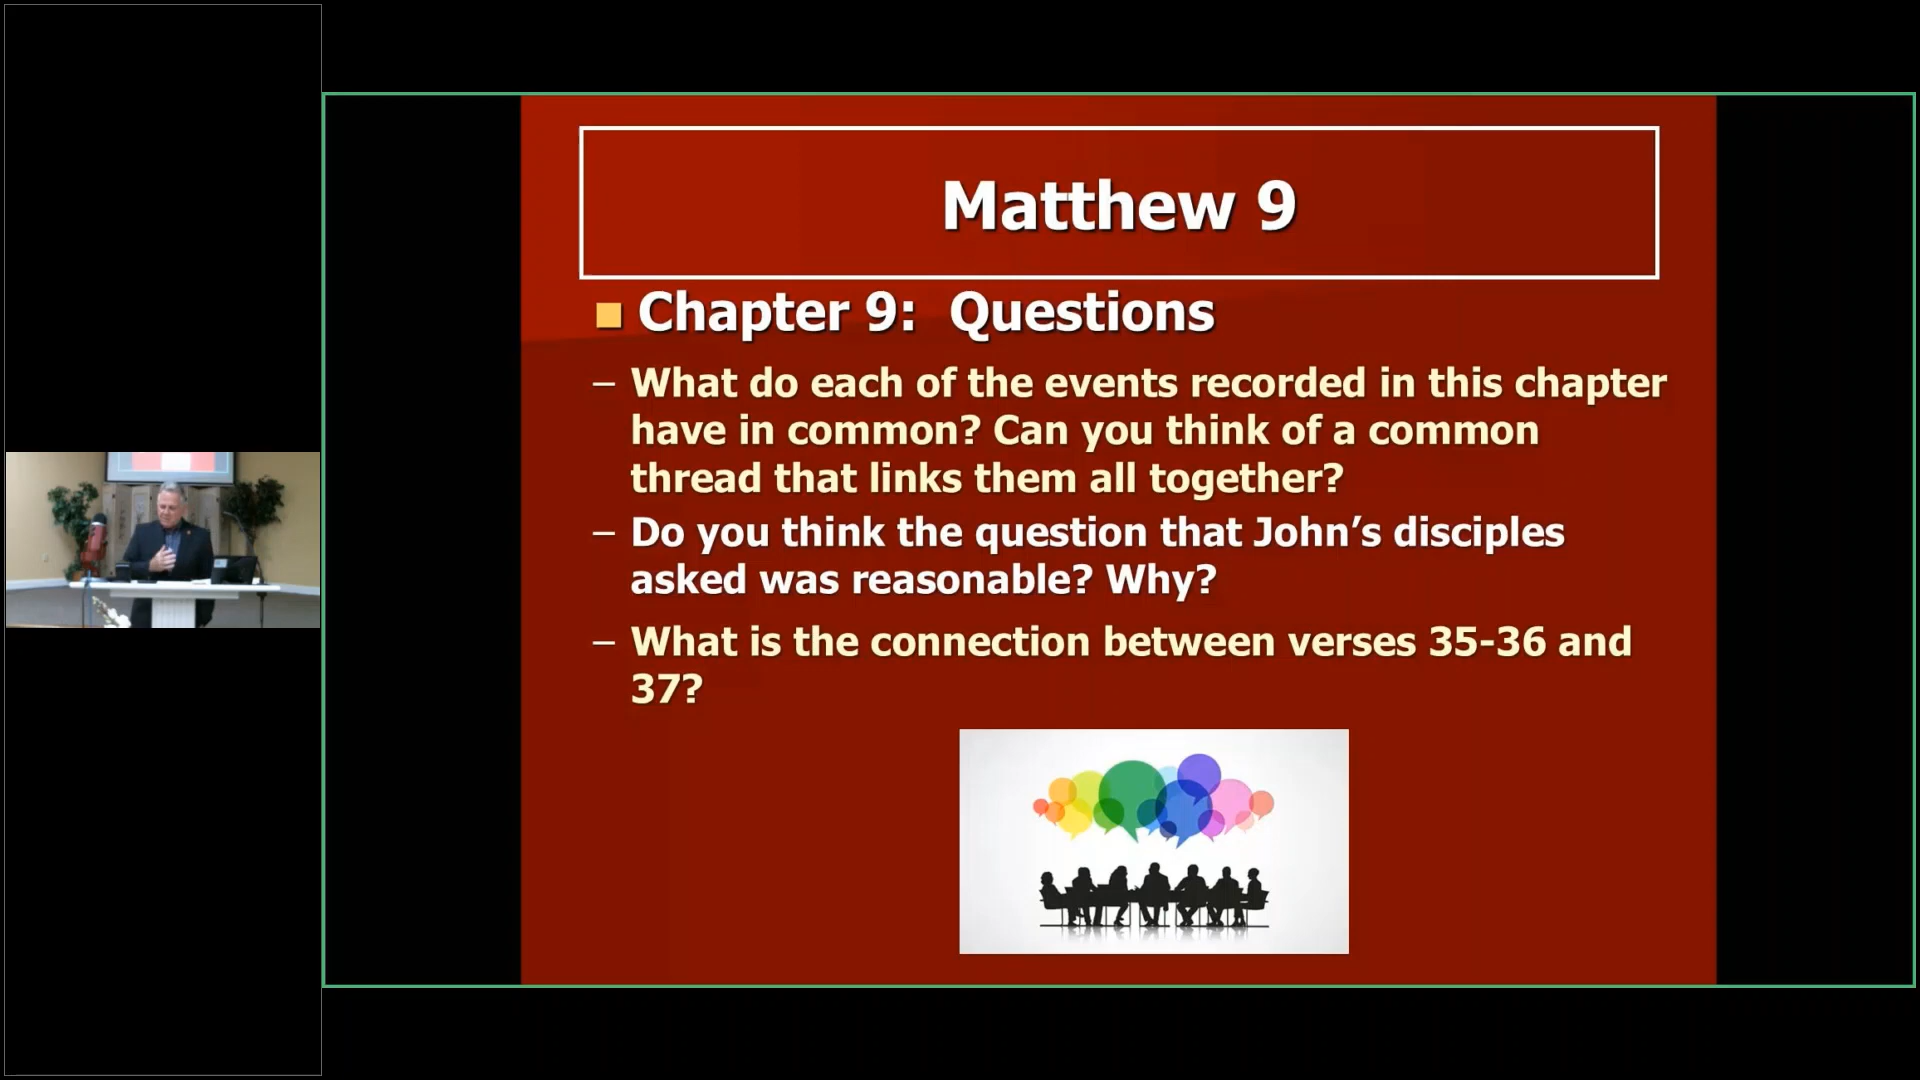 Matthew 9
Chapter 9: Questions
– What do each of the events recorded in this chapter
have in common? Can you think of a common
thread that links them all together?
– Do you think the question that John’s disciples
asked was reasonable? Why?
– What is the connection between verses 35-36 and
37?